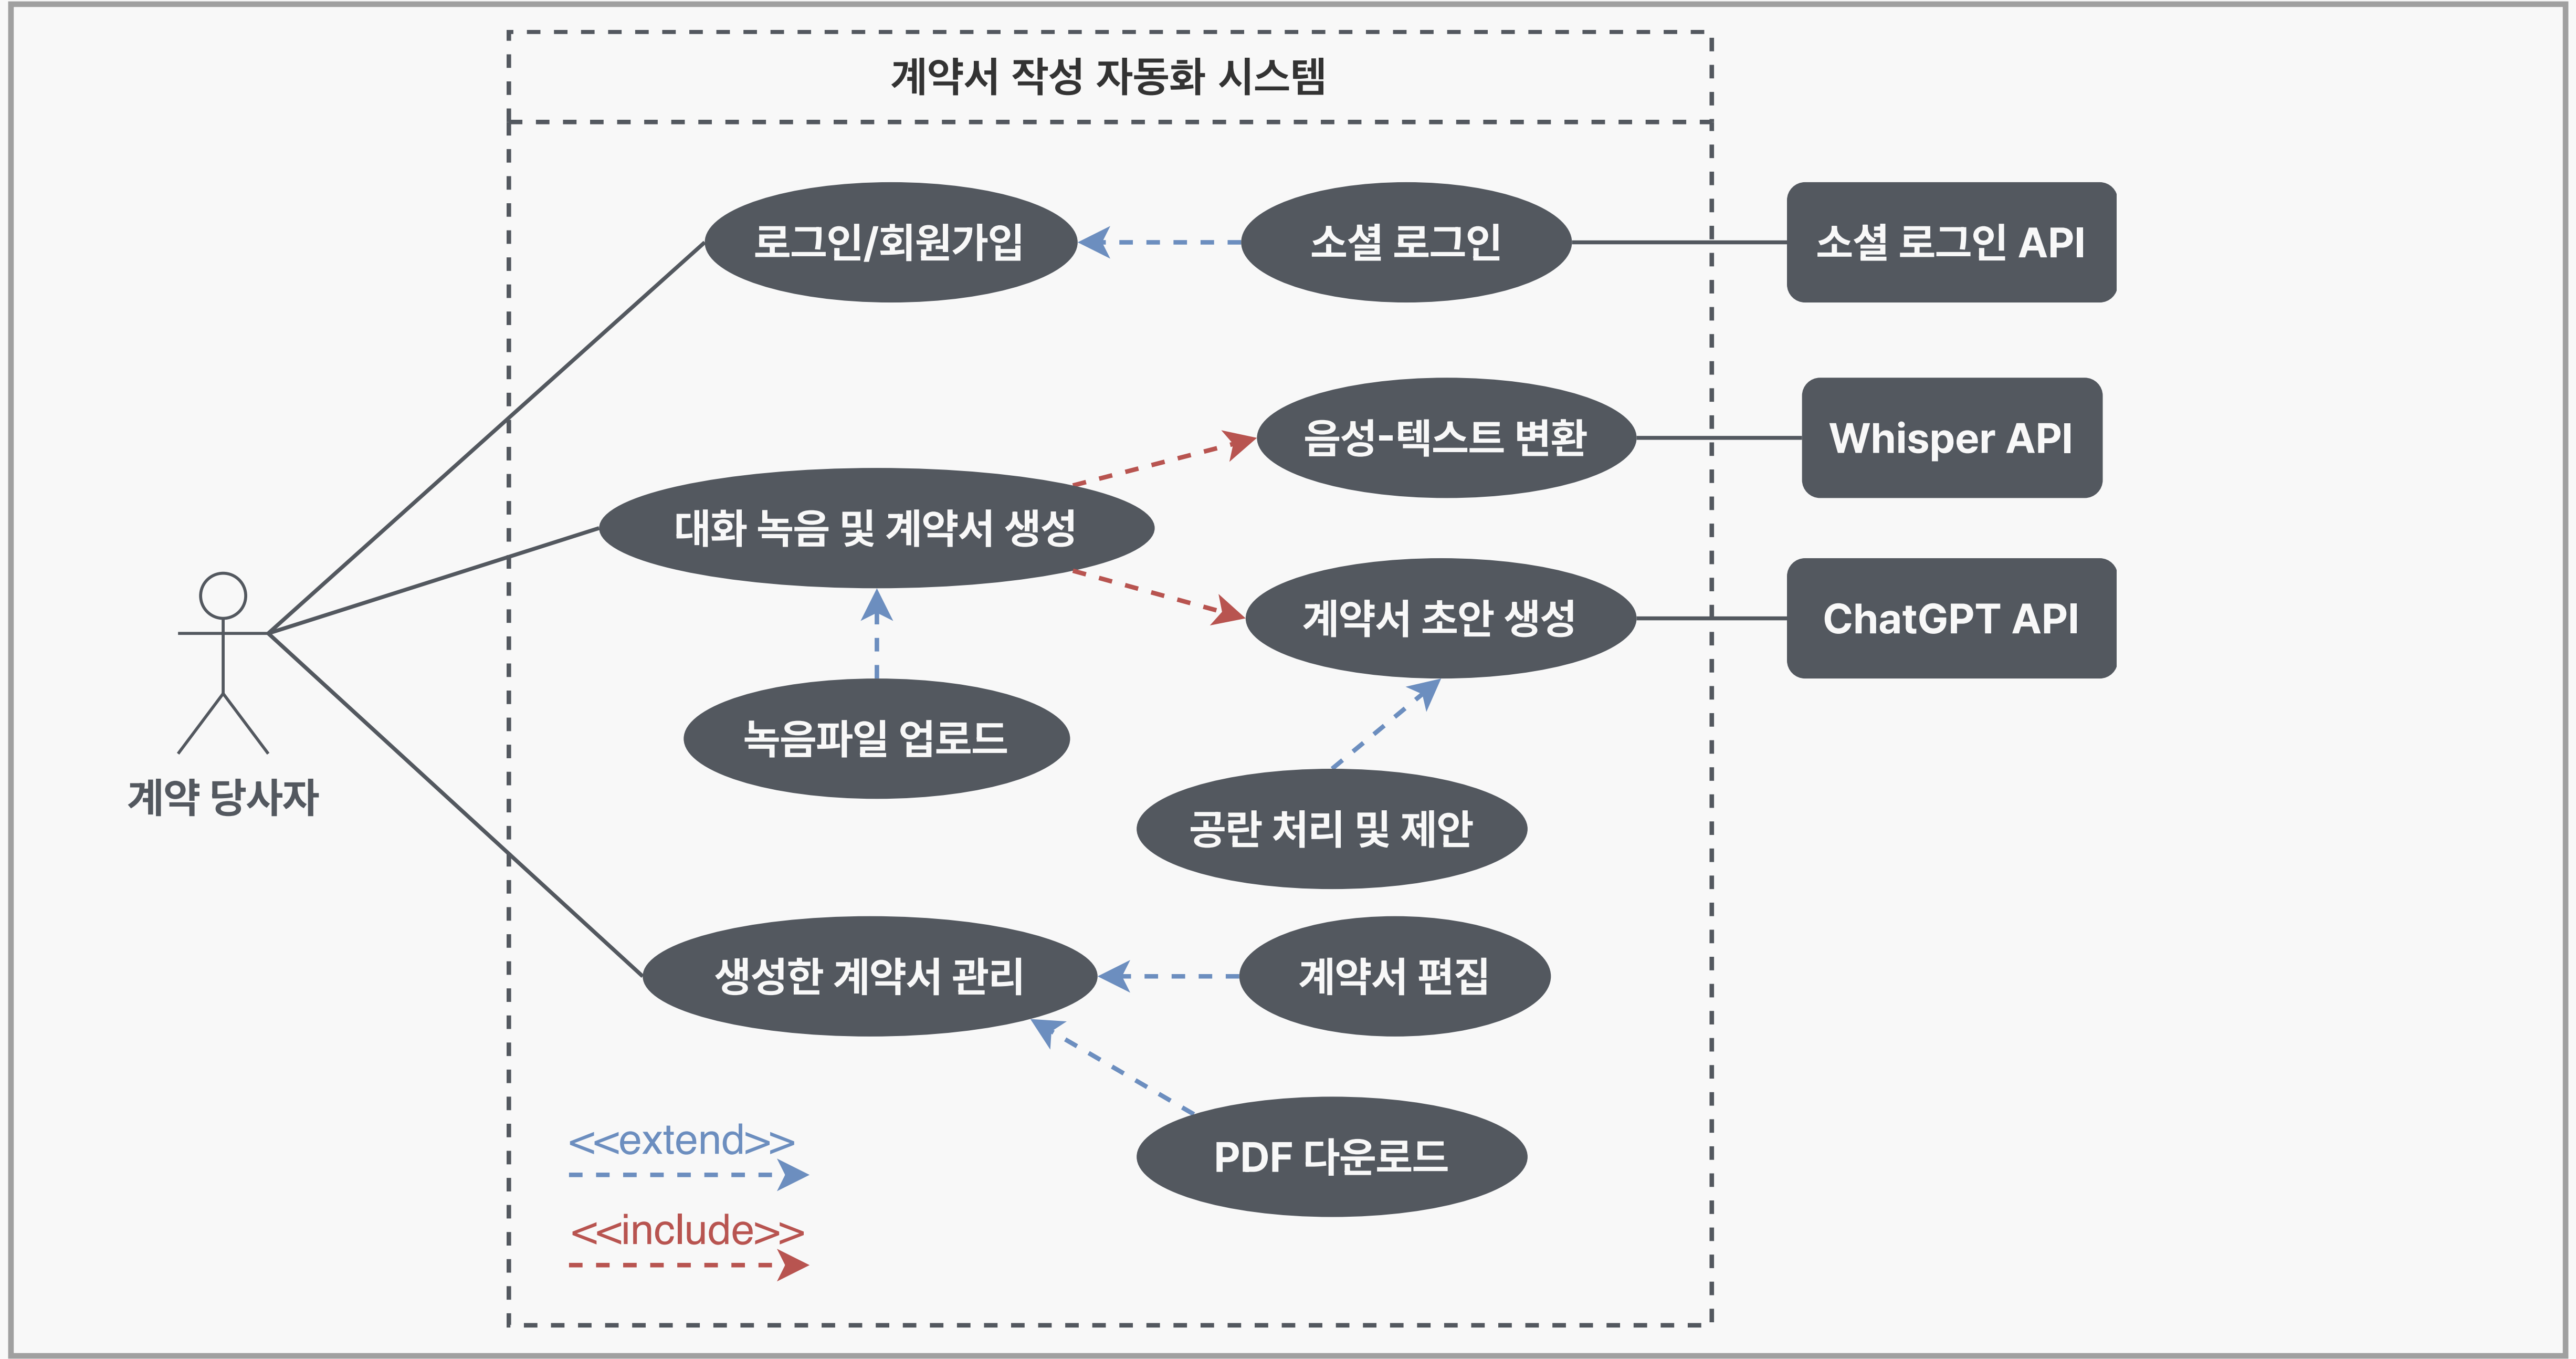 계약서 작성 자동화 시스템
로그인/회원가입
소셜 로그인
소셜 로그인 API
음성-텍스트 변환
Whisper API
대화 녹음 및 계약서 생성
계약서 초안 생성
ChatGPT API
녹음파일 업로드
계약 당사자
공란 처리 및 제안
생성한 계약서 관리
계약서 편집
<<extend>>
PDF 다운로드
<<include>>